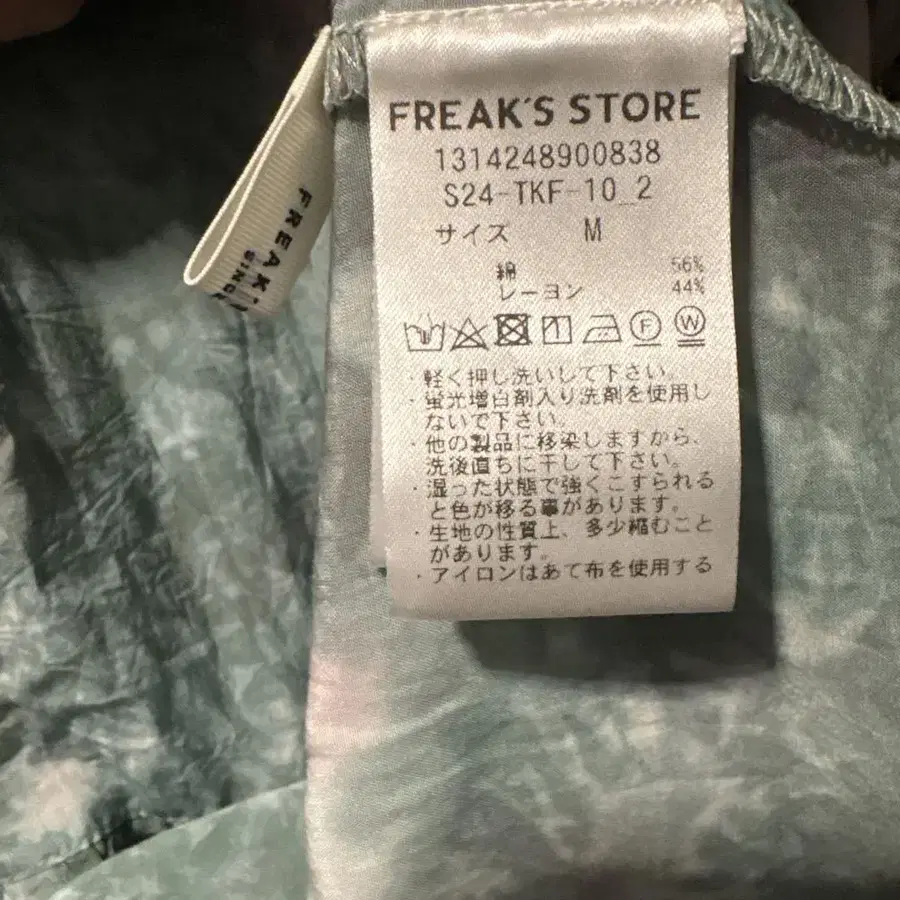 FREAK'S STORE
1314248900838
S24-TKF-10_2
サイズ M
綿 56%
レーヨン 44%
F W
・軽く押し洗いして下さい。
・蛍光増白剤入り洗剤を使用し
ないで下さい。
・他の製品に移染しますから、
洗後直ちに干して下さい。
・湿った状態で強くこすられる
と色が移る事があります。
・生地の性質上、多少縮むこと
があります。
・アイロンはあて布を使用する
FREAK'
SINC